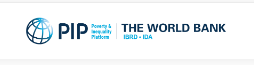 PIP
Poverty &
Inequality
Platform
THE WORLD BANK
IBRD • IDA